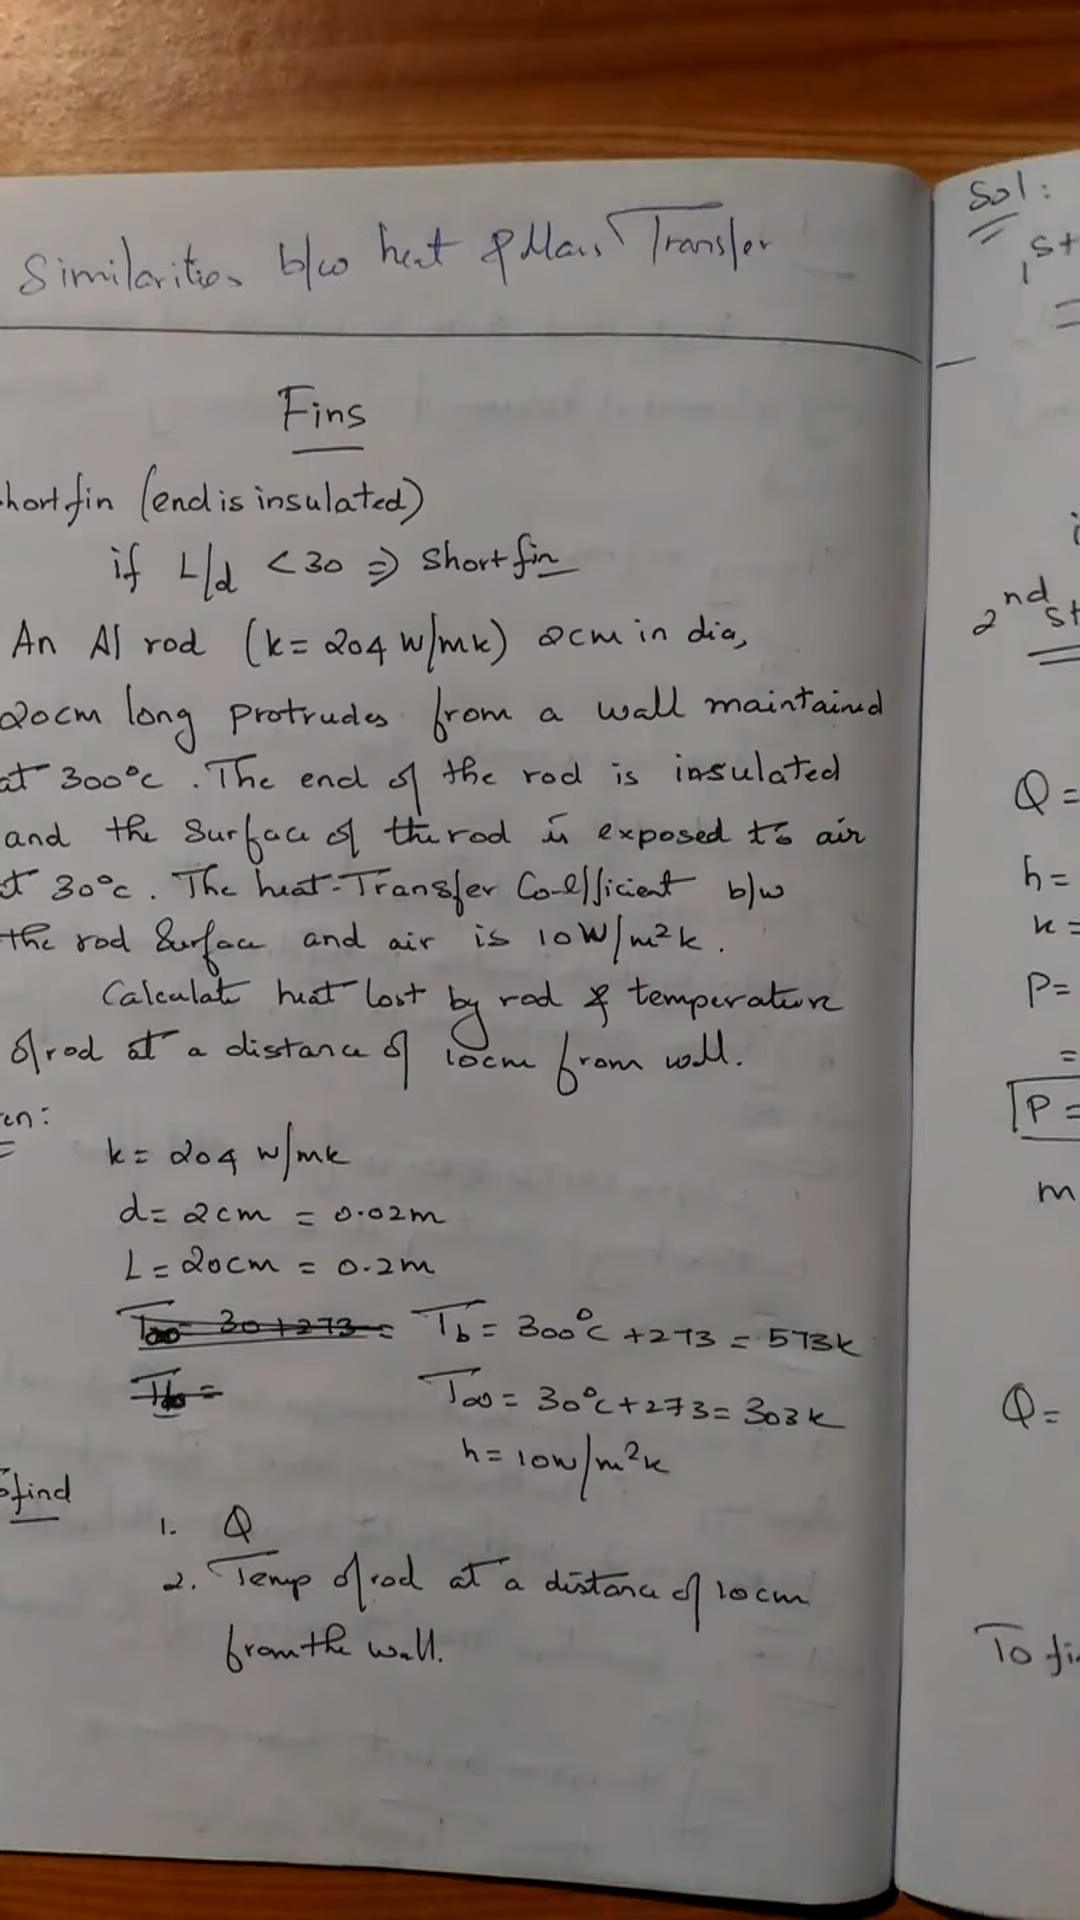 Similarities b/w heat & Mass Transfer
Fins
hort fin (end is insulated)
if L/d < 30 => Short fin
An Al rod (k = 204 W/mk) 2cm in dia,
20cm long protrudes from a wall maintained
at 300°c. The end of the rod is insulated
and the Surface of the rod is exposed to air
t 30°c. The heat-Transfer Co-efficient b/w
the rod Surface and air is 10W/m²k.
Calculate heat lost by rod & temperature
of rod at a distance of 10cm from wall.
en:
k = 204 W/mk
d = 2cm = 0.02m
L = 20cm = 0.2m
T∞ = 30+273 = Tb = 300°c + 273 = 573k
T∞ = 30°c + 273 = 303k
h = 10W/m²k
find
1. Q
2. Temp of rod at a distance of 10cm
from the wall.
Sol:
1st
=
2nd st
Q =
h =
k =
P =
=
P =
m
Q =
To fi